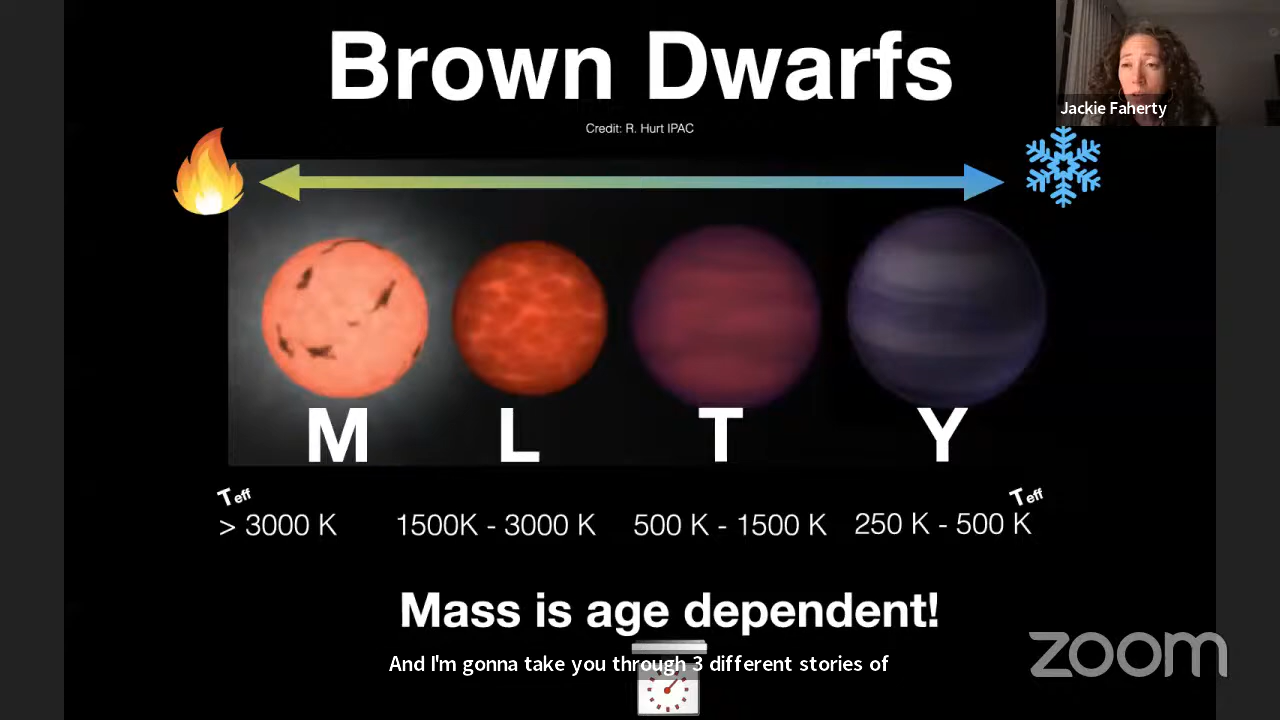 Brown Dwarfs
Credit: R. Hurt IPAC
Jackie Faherty
M L T Y
Teff Teff
> 3000 K 1500K - 3000 K 500 K - 1500 K 250 K - 500 K
Mass is age dependent!
And I'm gonna take you through 3 different stories of
zoom